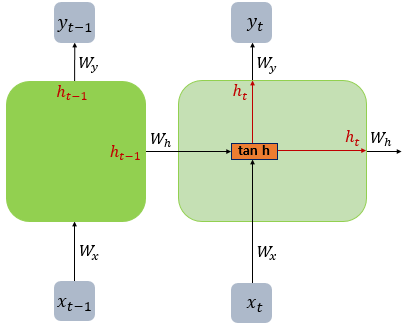 y_{t−1}
y_t
W_y
W_y
h_{t−1}
h_t
h_{t−1}
W_h
tan h
h_t
W_h
W_x
W_x
x_{t−1}
x_t